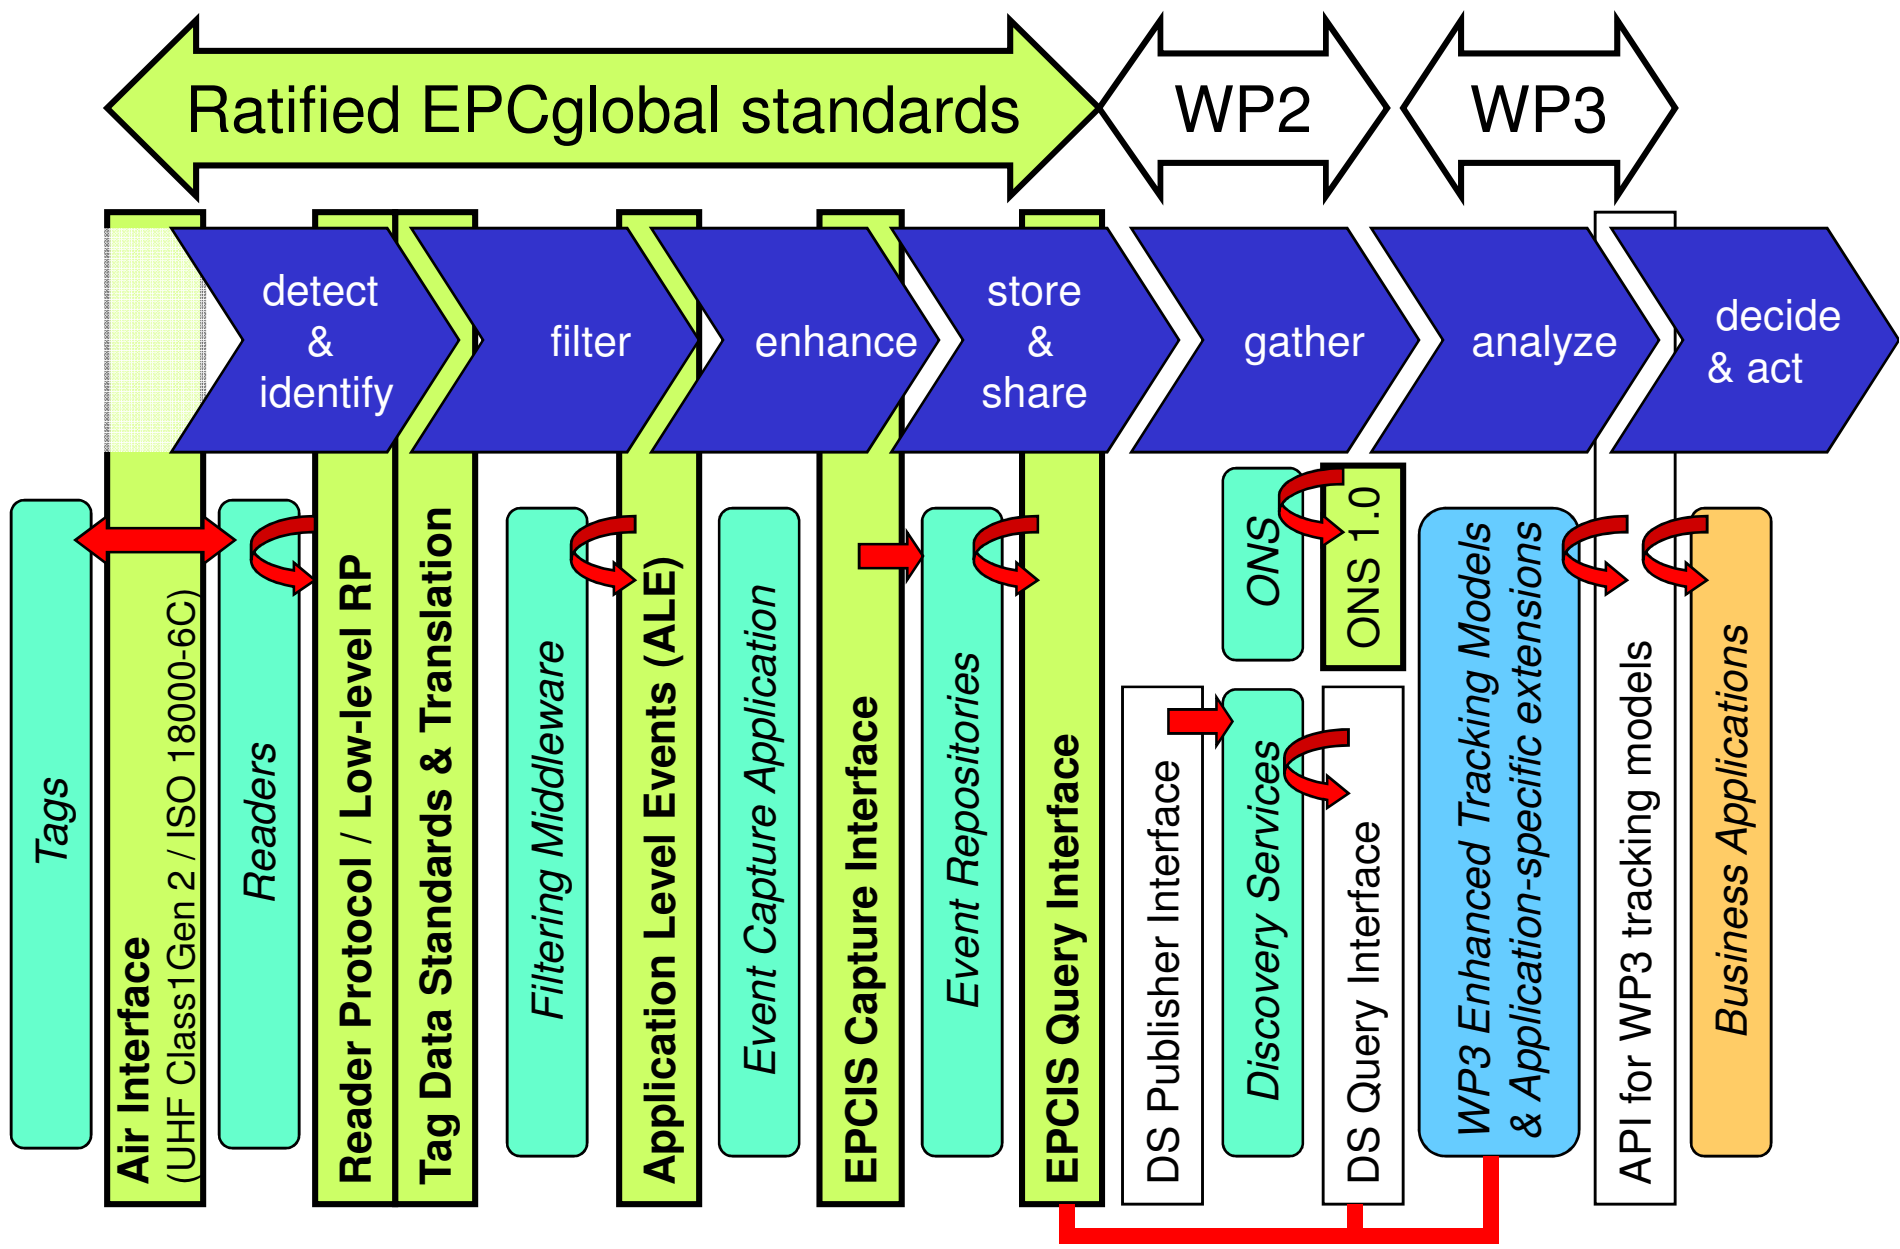 Ratified EPCglobal standards
WP2
WP3
detect
&
identify
filter
enhance
store
&
share
gather
analyze
decide
& act
Tags
Air Interface
(UHF Class1Gen 2 / ISO 18000-6C)
Readers
Reader Protocol / Low-level RP
Tag Data Standards & Translation
Filtering Middleware
Application Level Events (ALE)
Event Capture Application
EPCIS Capture Interface
Event Repositories
EPCIS Query Interface
DS Publisher Interface
ONS
Discovery Services
ONS 1.0
DS Query Interface
WP3 Enhanced Tracking Models
& Application-specific extensions
API for WP3 tracking models
Business Applications